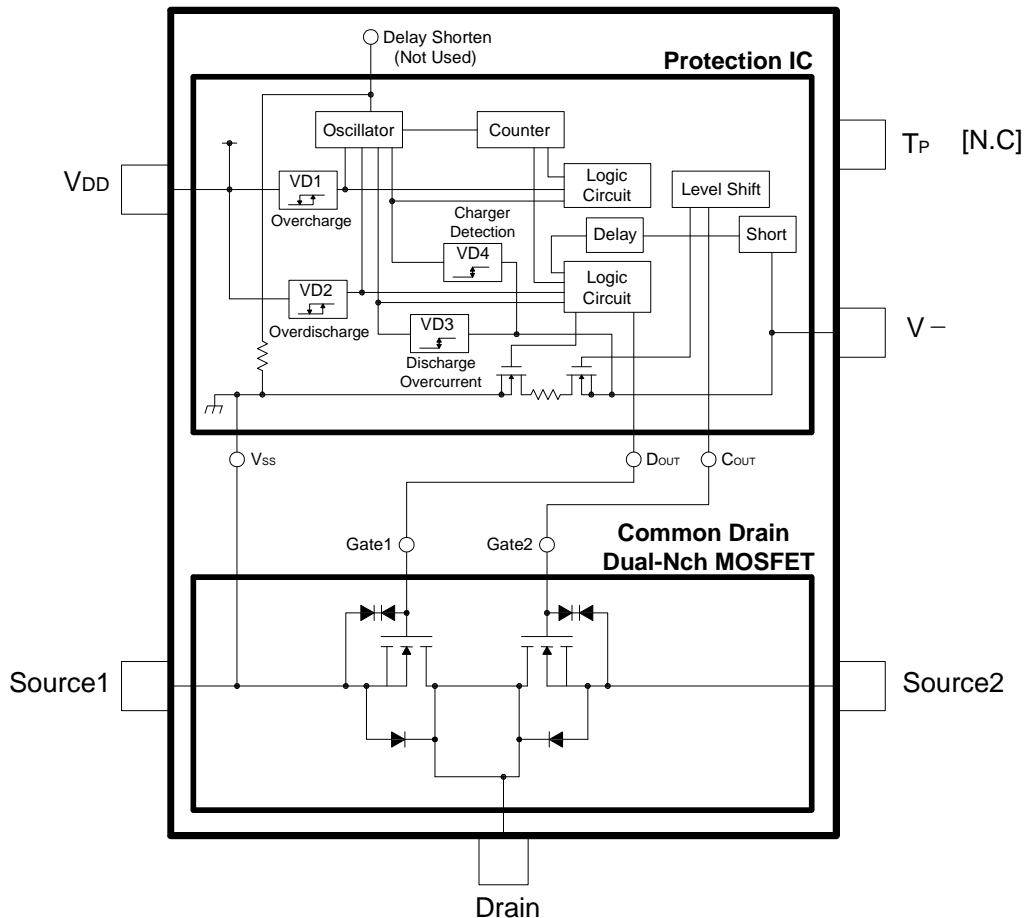 Delay Shorten
(Not Used)
Protection IC
Oscillator
Counter
TP [N.C]
VDD
VD1
Overcharge
Logic
Circuit
Level Shift
Charger
Detection
VD4
Delay
Short
VD2
Overdischarge
Logic
Circuit
VD3
Discharge
Overcurrent
V－
VSS
DOUT
COUT
Common Drain
Dual-Nch MOSFET
Gate1
Gate2
Source1
Source2
Drain